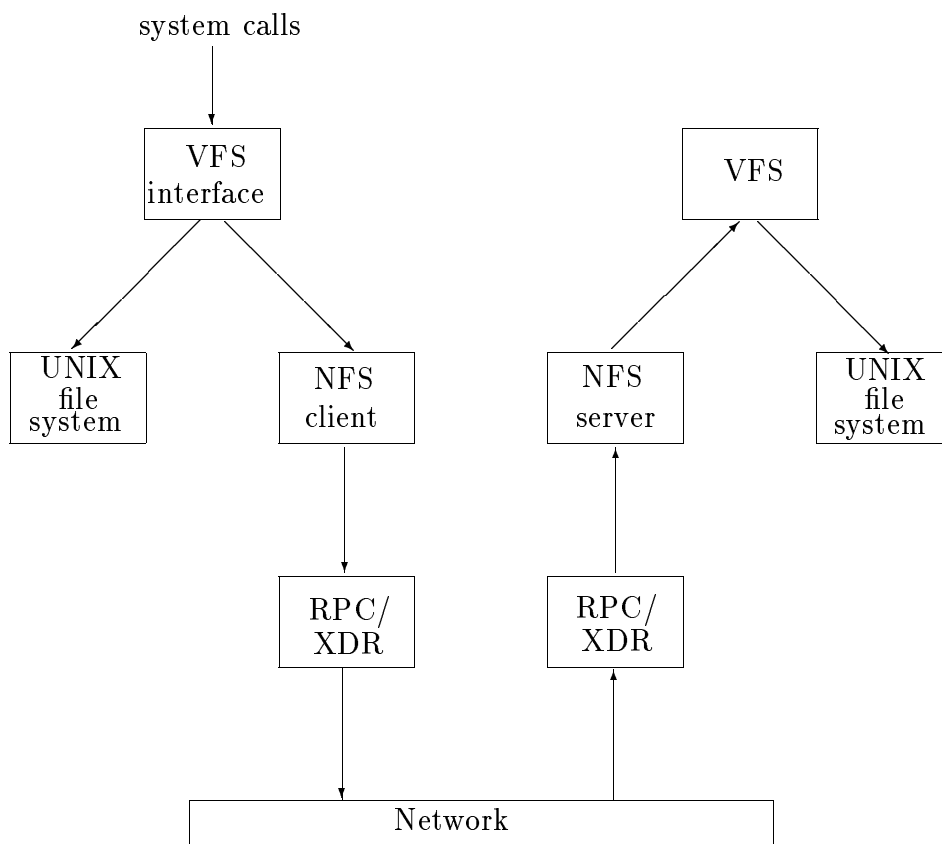 system calls
VFS
interface
VFS
UNIX
file
system
NFS
client
NFS
server
UNIX
file
system
RPC/
XDR
RPC/
XDR
Network